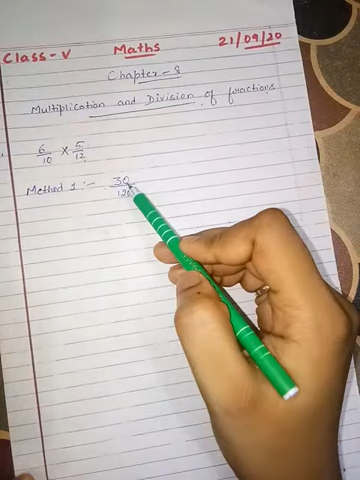 Class-V Maths 21/09/20
Chapter-8
Multiplication and Division of fractions
6/10 X 5/12
Method 1:- 30/120